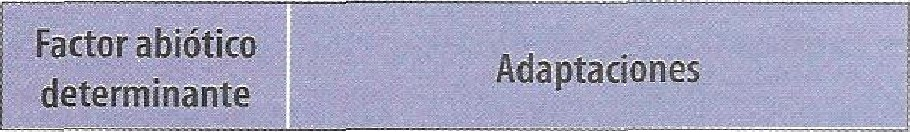 Factor abiótico
determinante
Adaptaciones